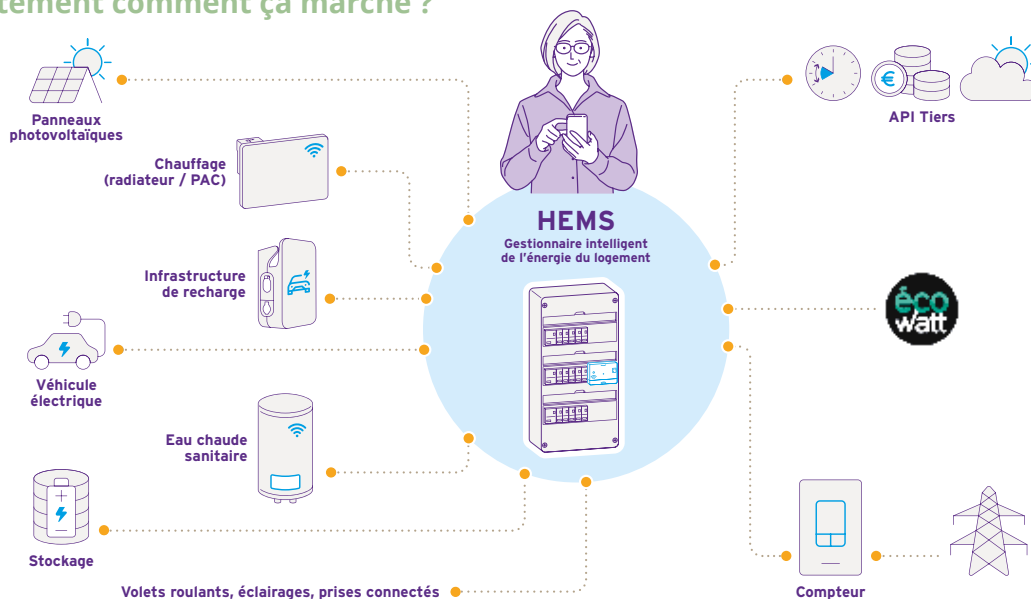 tement comment ça marche ?
Panneaux
photovoltaïques
Chauffage
(radiateur / PAC)
Infrastructure
de recharge
Véhicule
électrique
Eau chaude
sanitaire
Stockage
Volets roulants, éclairages, prises connectés
HEMS
Gestionnaire intelligent
de l'énergie du logement
€
API Tiers
éco
watt
Compteur